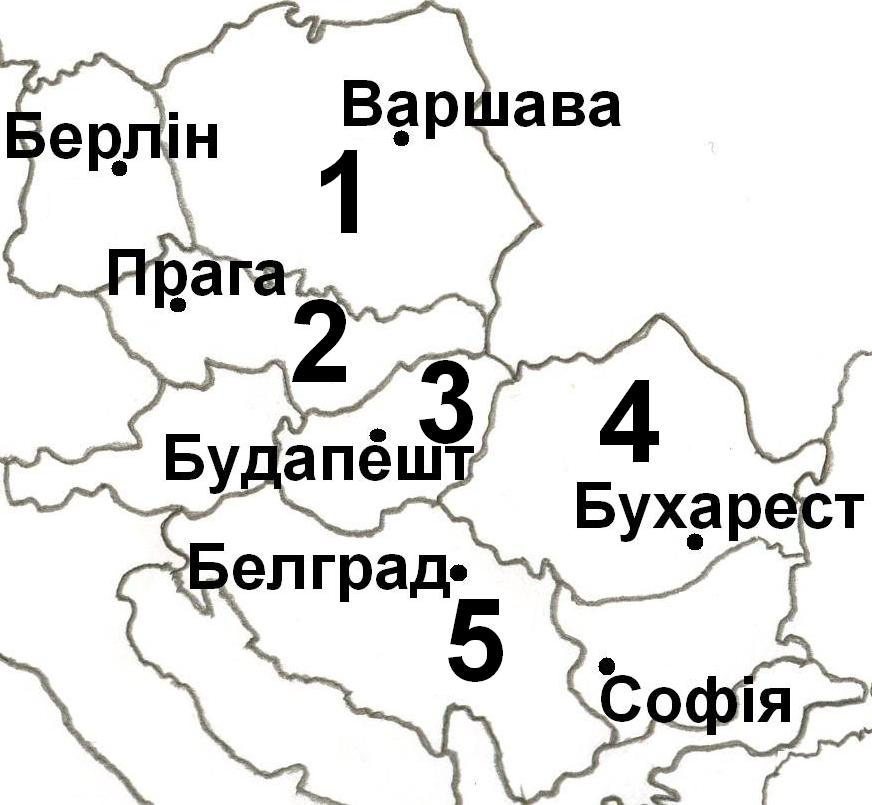 Варшава
Берлін
1
Прага
2
3
4
Будапешт
Бухарест
Белград
5
Софія